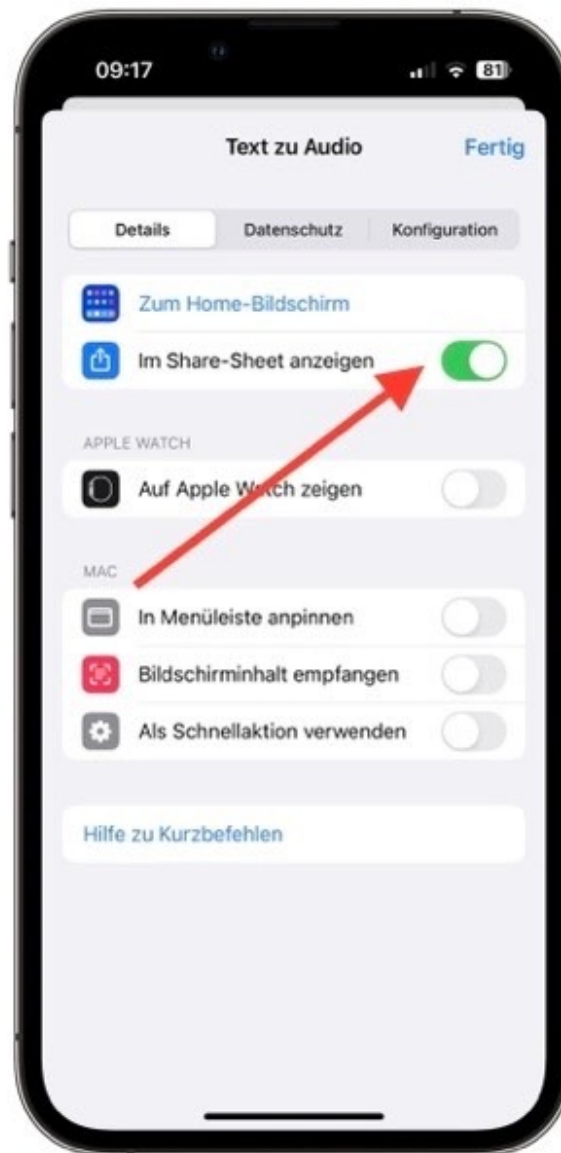 09:17
81
Text zu Audio
Fertig
Details
Datenschutz
Konfiguration
Zum Home-Bildschirm
Im Share-Sheet anzeigen
APPLE WATCH
Auf Apple Watch zeigen
MAC
In Menüleiste anpinnen
Bildschirminhalt empfangen
Als Schnellaktion verwenden
Hilfe zu Kurzbefehlen